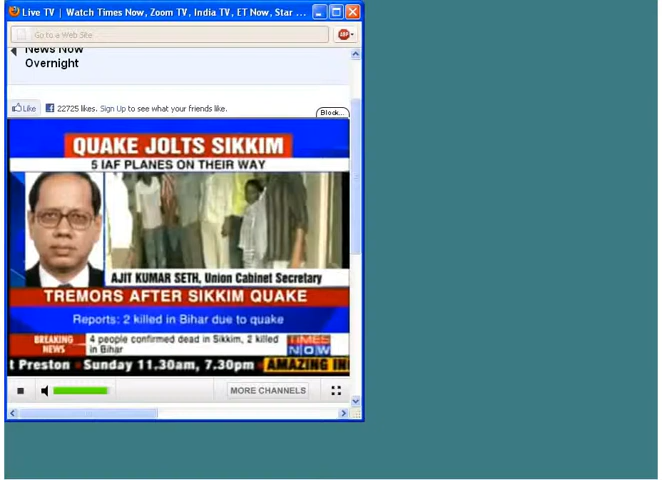 Live TV | Watch Times Now, Zoom TV, India TV, ET Now, Star ...
Go to a Web Site
ABP
News Now
Overnight
Like
22725 likes. Sign Up to see what your friends like.
Block...
QUAKE JOLTS SIKKIM
5 IAF PLANES ON THEIR WAY
AJIT KUMAR SETH, Union Cabinet Secretary
TREMORS AFTER SIKKIM QUAKE
Reports: 2 killed in Bihar due to quake
BREAKING NEWS
4 people confirmed dead in Sikkim, 2 killed
in Bihar
TIMES
NOW
t Preston • Sunday 11.30am, 7.30pm • AMAZING IN
MORE CHANNELS